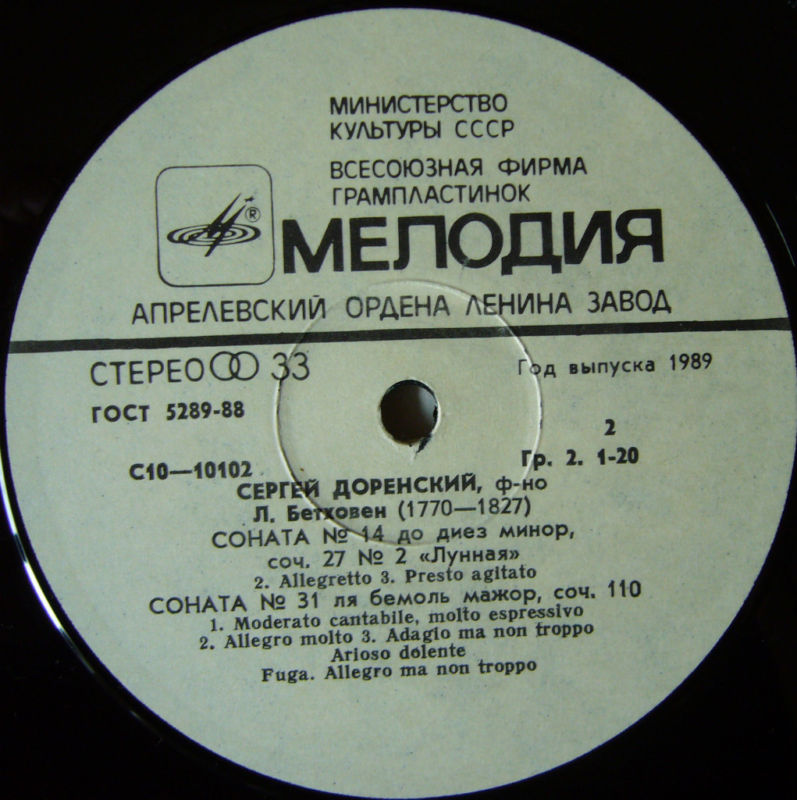 МИНИСТЕРСТВО
КУЛЬТУРЫ СССР
ВСЕСОЮЗНАЯ ФИРМА
ГРАМПЛАСТИНОК
®
МЕЛОДИЯ
АПРЕЛЕВСКИЙ ОРДЕНА ЛЕНИНА ЗАВОД
СТЕРЕО 33
Год выпуска 1989
ГОСТ 5289-88
2
С10—10102
Гр. 2. 1-20
СЕРГЕЙ ДОРЕНСКИЙ, ф-но
Л. Бетховен (1770—1827)
СОНАТА № 14 до диез минор,
соч. 27 № 2 «Лунная»
2. Allegretto 3. Presto agitato
СОНАТА № 31 ля бемоль мажор, соч. 110
1. Moderato cantabile, molto espressivo
2. Allegro molto 3. Adagio ma non troppo
Arioso dolente
Fuga. Allegro ma non troppo